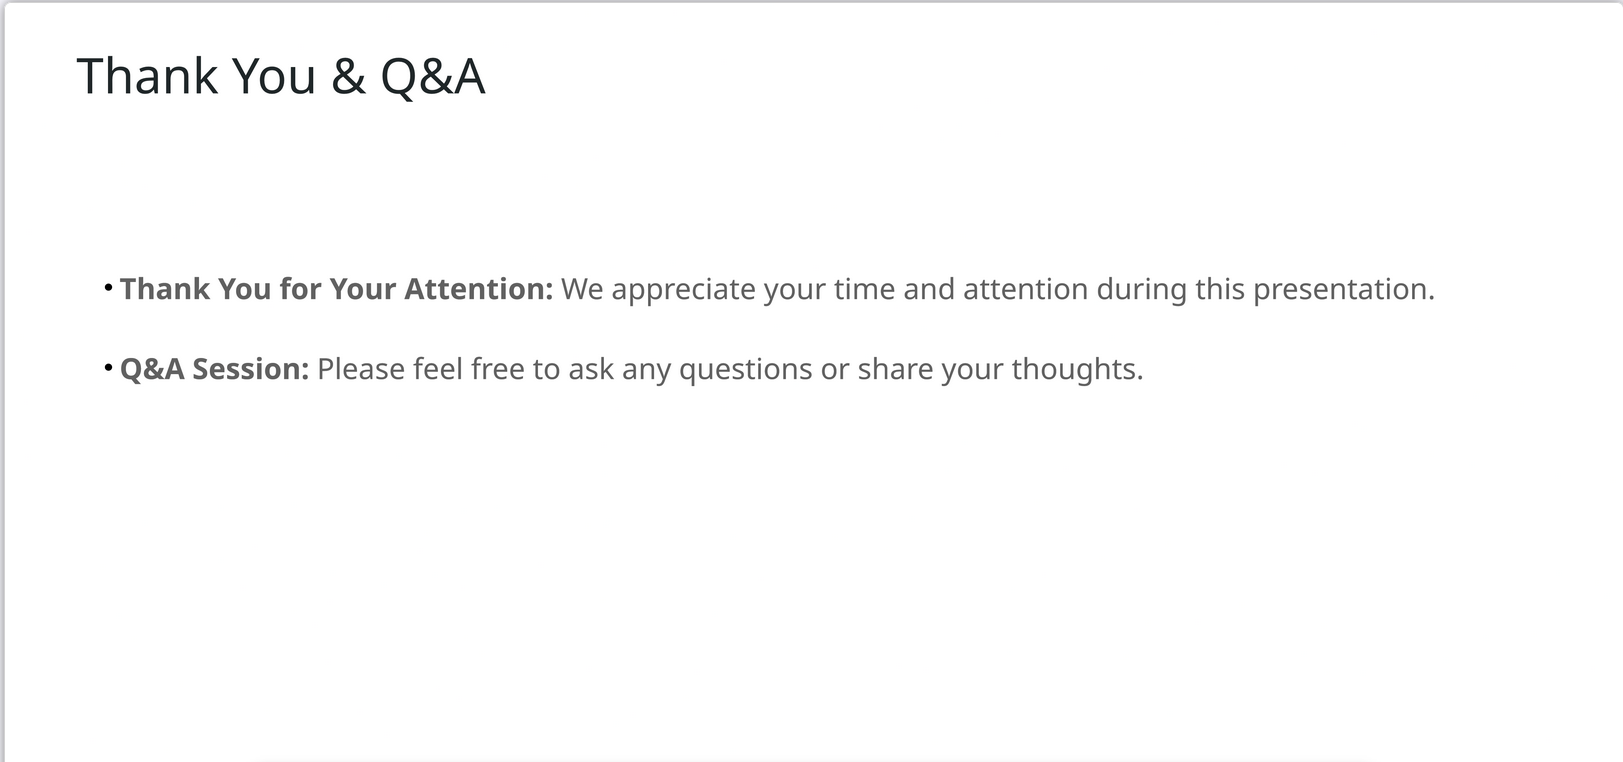 Thank You & Q&A
• Thank You for Your Attention: We appreciate your time and attention during this presentation.
• Q&A Session: Please feel free to ask any questions or share your thoughts.